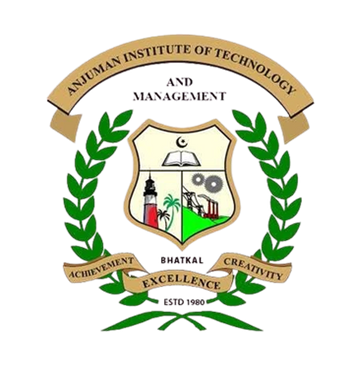 ANJUMAN INSTITUTE OF TECHNOLOGY
AND
MANAGEMENT
BHATKAL
ACHIEVEMENT
EXCELLENCE
CREATIVITY
ESTD 1980